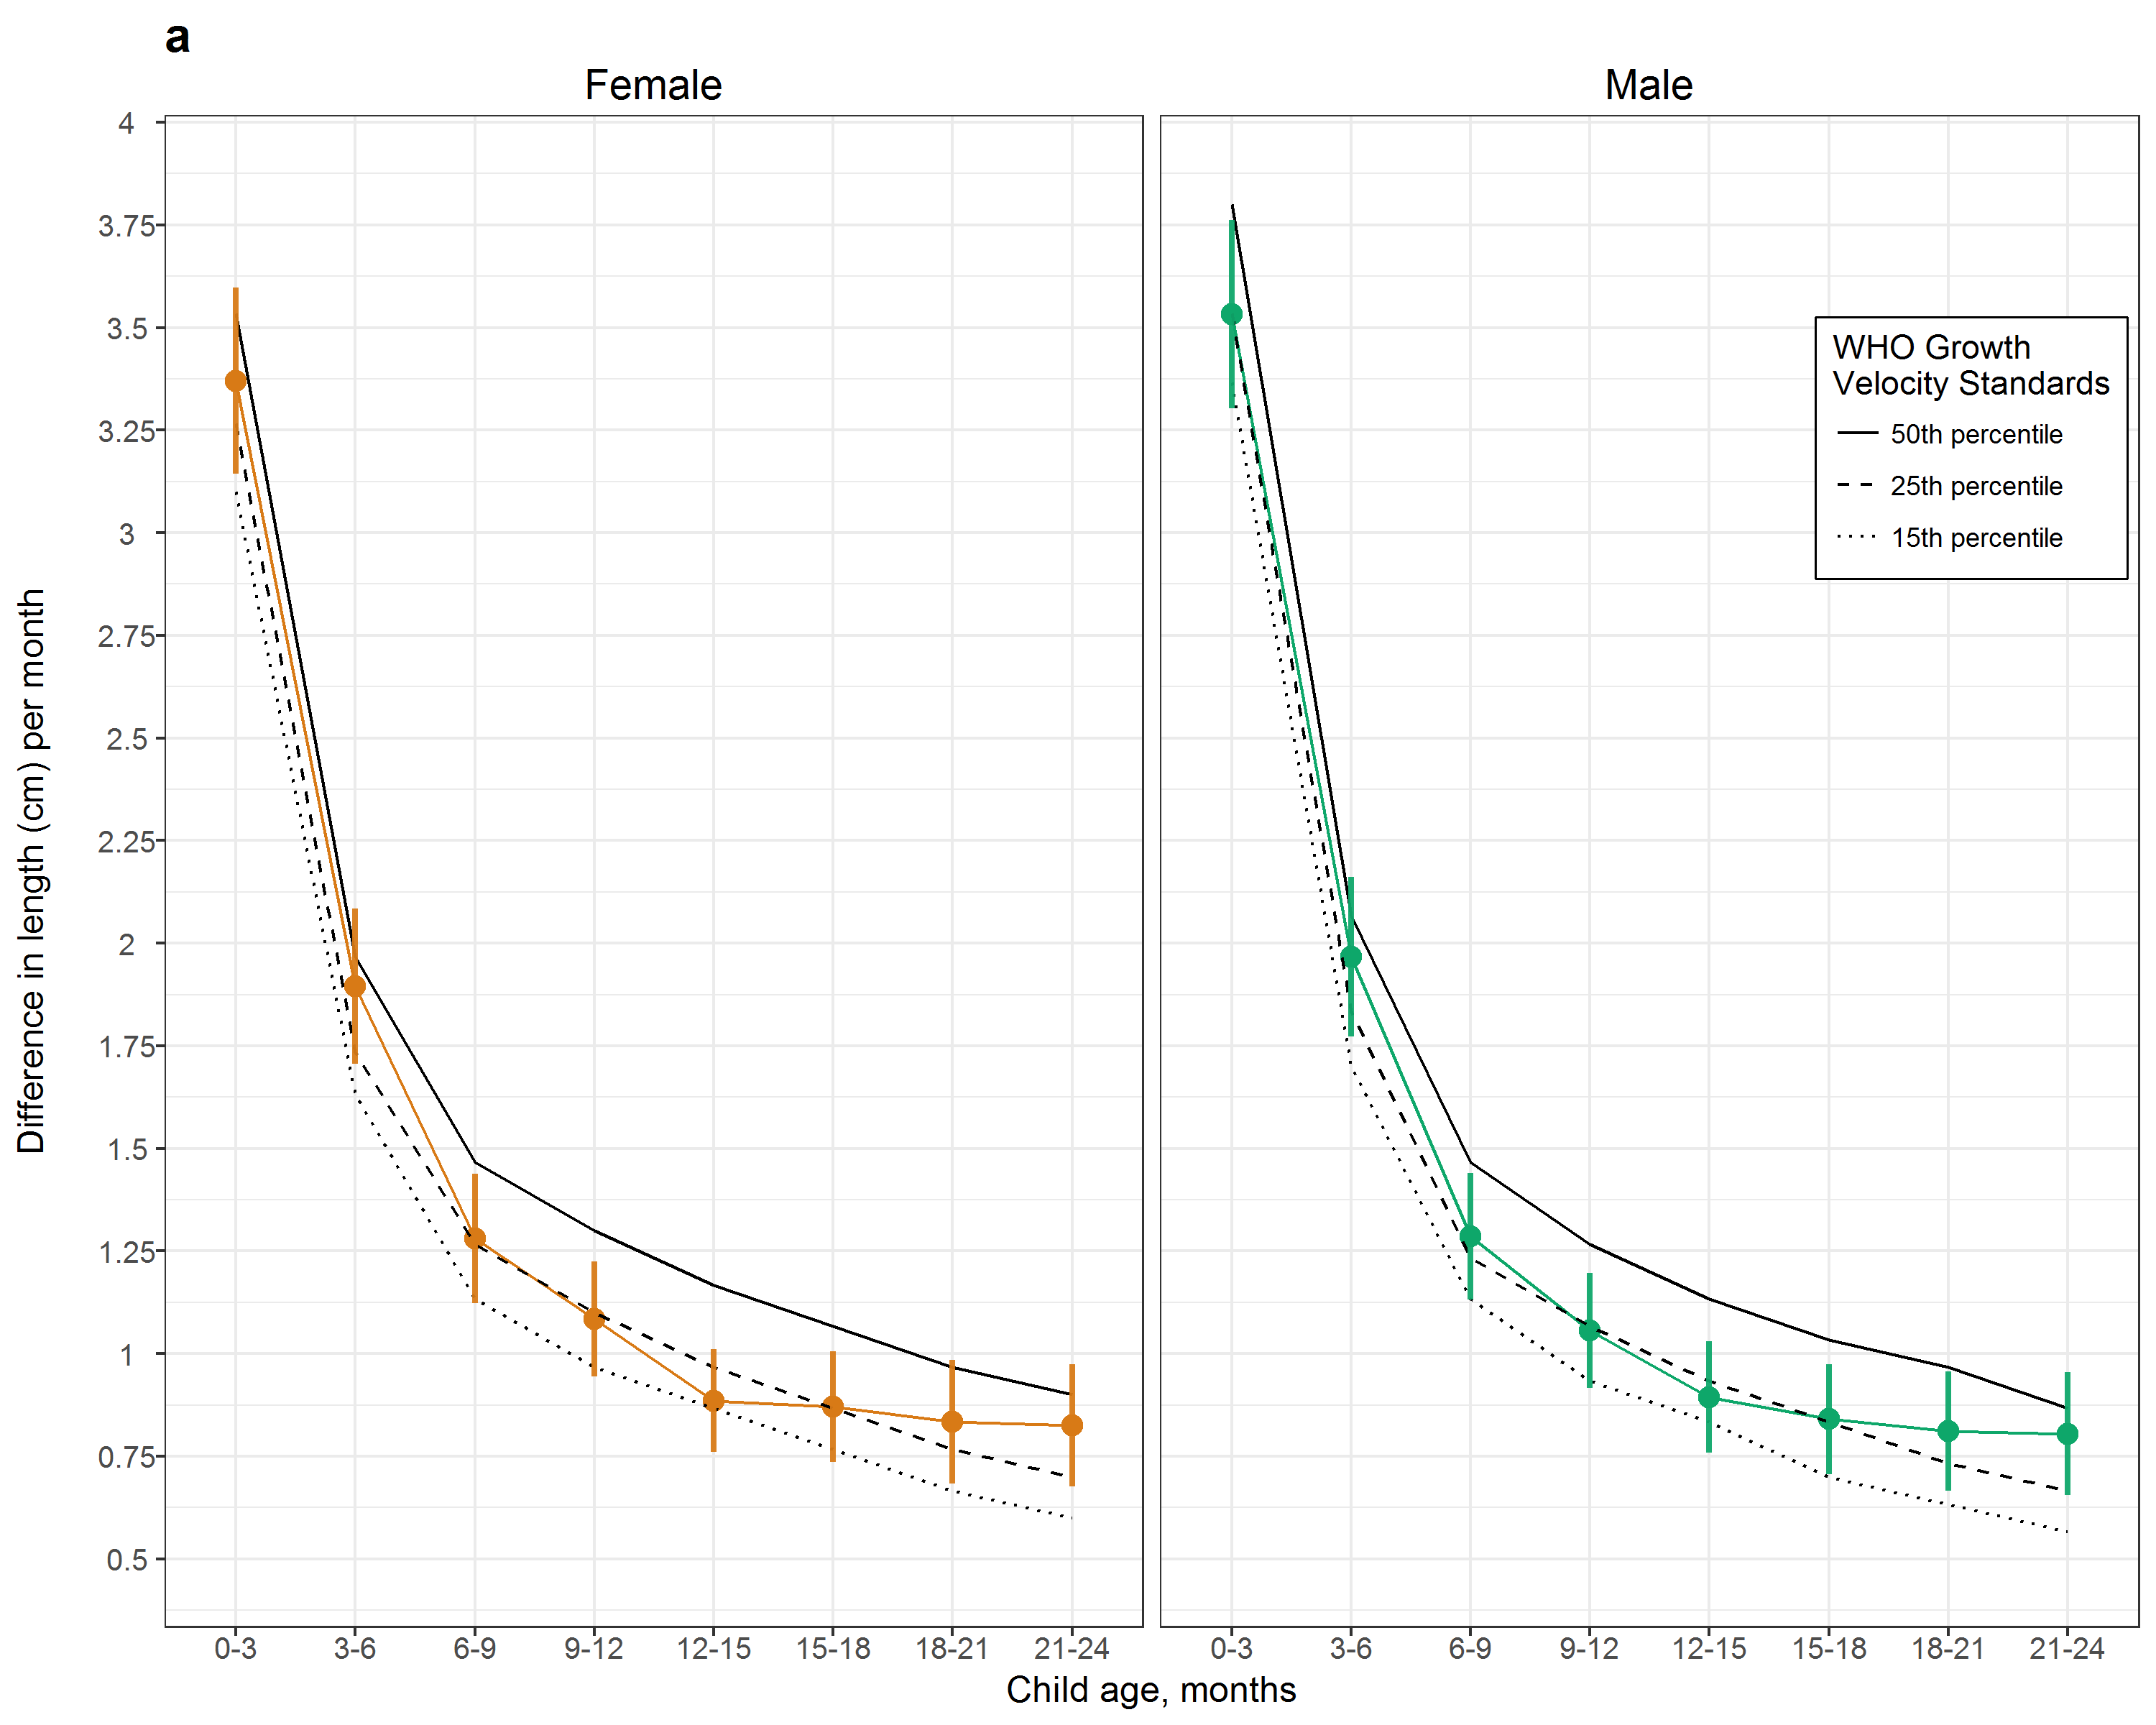 a
Female
Male
4
3.75
3.5
3.25
3
2.75
2.5
2.25
2
1.75
1.5
1.25
1
0.75
0.5
Difference in length (cm) per month
WHO Growth
Velocity Standards
50th percentile
25th percentile
15th percentile
0-3 3-6 6-9 9-12 12-15 15-18 18-21 21-24
0-3 3-6 6-9 9-12 12-15 15-18 18-21 21-24
Child age, months